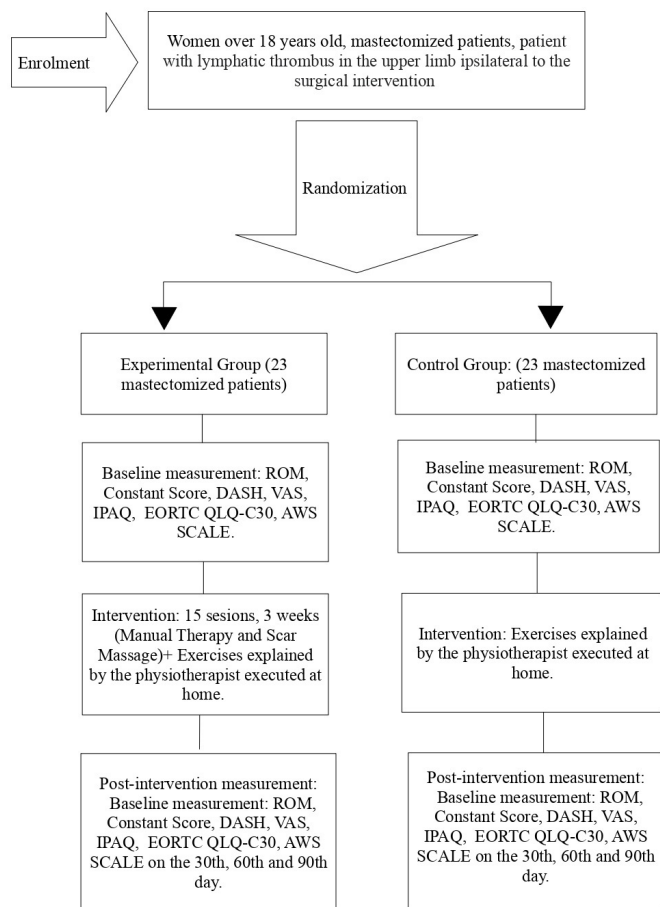 Women over 18 years old, mastectomized patients, patient
with lymphatic thrombus in the upper limb ipsilateral to the
surgical intervention
Enrolment
Randomization
Experimental Group (23
mastectomized patients)
Control Group: (23 mastectomized
patients)
Baseline measurement: ROM,
Constant Score, DASH, VAS,
IPAQ, EORTC QLQ-C30, AWS
SCALE.
Baseline measurement: ROM,
Constant Score, DASH, VAS,
IPAQ, EORTC QLQ-C30, AWS
SCALE.
Intervention: 15 sesions, 3 weeks
(Manual Therapy and Scar
Massage)+ Exercises explained
by the physiotherapist executed at
home.
Intervention: Exercises explained
by the physiotherapist executed at
home.
Post-intervention measurement:
Baseline measurement: ROM,
Constant Score, DASH, VAS,
IPAQ, EORTC QLQ-C30, AWS
SCALE on the 30th, 60th and 90th
day.
Post-intervention measurement:
Baseline measurement: ROM,
Constant Score, DASH, VAS,
IPAQ, EORTC QLQ-C30, AWS
SCALE on the 30th, 60th and 90th
day.